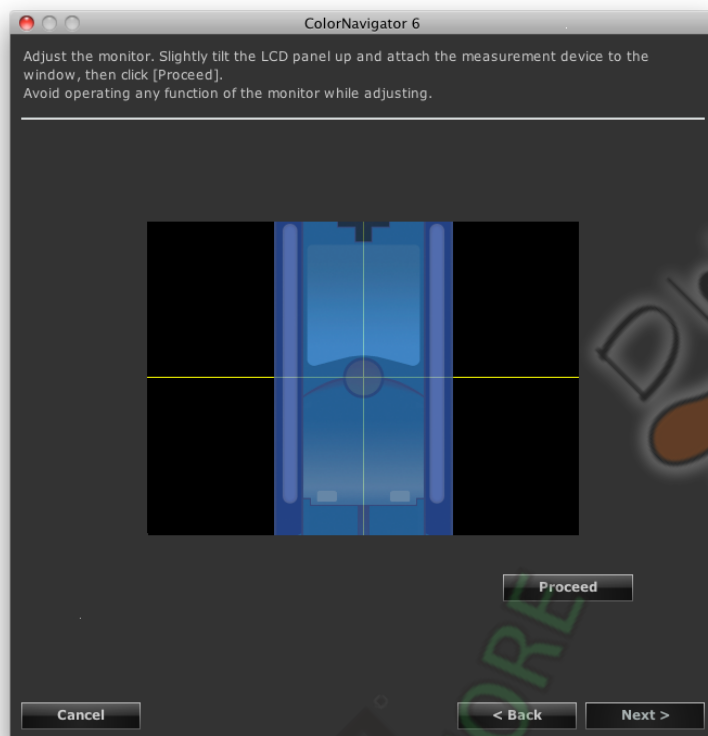 ColorNavigator 6
Adjust the monitor. Slightly tilt the LCD panel up and attach the measurement device to the
window, then click [Proceed].
Avoid operating any function of the monitor while adjusting.
Proceed
Cancel
< Back
Next >
ORE